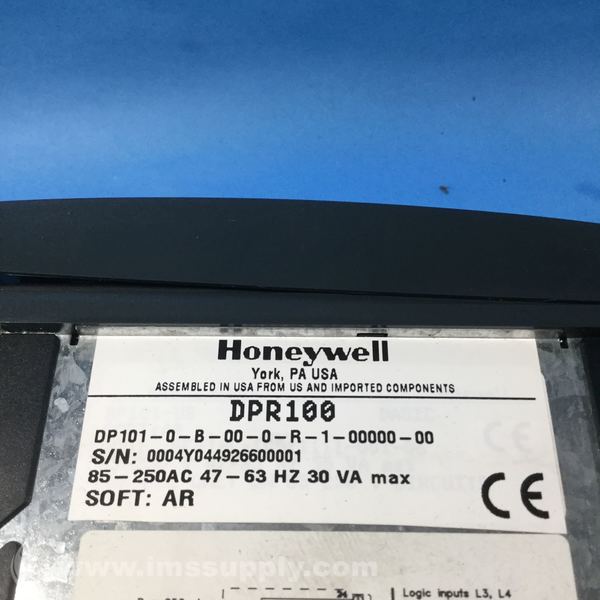 Honeywell
York, PA USA
ASSEMBLED IN USA FROM US AND IMPORTED COMPONENTS
DPR100
DP101-0-B-00-0-R-1-00000-00
S/N: 0004Y044926600001
85-250AC 47-63 HZ 30 VA max
SOFT: AR
CE
www.imssupply.com
Logic inputs L3, L4